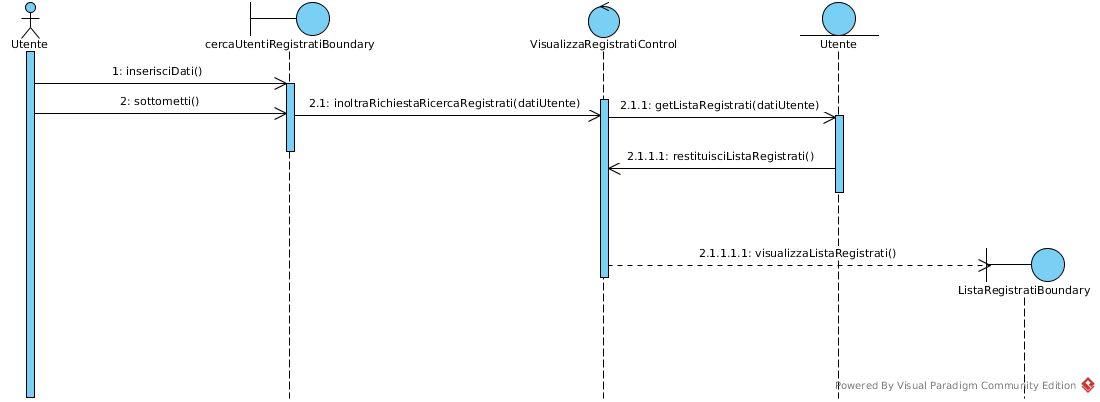 Utente
cercaUtentiRegistratiBoundary
VisualizzaRegistratiControl
Utente
1: inserisciDati()
2: sottometti()
2.1: inoltraRichiestaRicercaRegistrati(datiUtente)
2.1.1: getListaRegistrati(datiUtente)
2.1.1.1: restituisciListaRegistrati()
2.1.1.1.1: visualizzaListaRegistrati()
ListaRegistratiBoundary
Powered By Visual Paradigm Community Edition